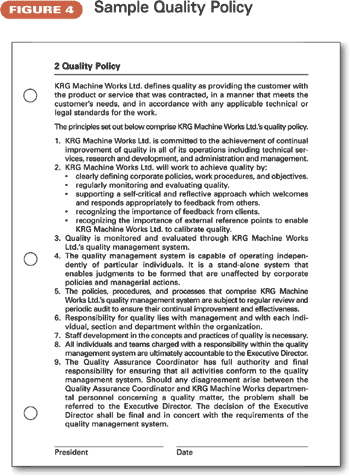 FIGURE 4 Sample Quality Policy
2 Quality Policy
KRG Machine Works Ltd. defines quality as providing the customer with
the product or service that was contracted, in a manner that meets the
customer's needs, and in accordance with any applicable technical or
legal standards for the work.
The principles set out below comprise KRG Machine Works Ltd.'s quality policy.
1. KRG Machine Works Ltd. is committed to the achievement of continual
improvement of quality in all of its operations including technical ser-
vices, research and development, and administration and management.
2. KRG Machine Works Ltd. will work to achieve quality by:
• clearly defining corporate policies, work procedures, and objectives.
• regularly monitoring and evaluating quality.
• supporting a self-critical and reflective approach which welcomes
and responds appropriately to feedback from others.
• recognizing the importance of feedback from clients.
• recognizing the importance of external reference points to enable
KRG Machine Works Ltd. to calibrate quality.
3. Quality is monitored and evaluated through KRG Machine Works
Ltd.'s quality management system.
4. The quality management system is capable of operating indepen-
dently of particular individuals. It is a stand-alone system that
enables judgments to be formed that are unaffected by corporate
policies and managerial actions.
5. The policies, procedures, and processes that comprise KRG Machine
Works Ltd.'s quality management system are subject to regular review and
periodic audit to ensure their continual improvement and effectiveness.
6. Responsibility for quality lies with management and with each indi-
vidual, section and department within the organization.
7. Staff development in the concepts and practices of quality is necessary.
8. All individuals and teams charged with a responsibility within the quality
management system are ultimately accountable to the Executive Director.
9. The Quality Assurance Coordinator has full authority and final
responsibility for ensuring that all activities conform to the quality
management system. Should any disagreement arise between the
Quality Assurance Coordinator and KRG Machine Works departmen-
tal personnel concerning a quality matter, the problem shall be
referred to the Executive Director. The decision of the Executive
Director shall be final and in concert with the requirements of the
quality management system.
President Date